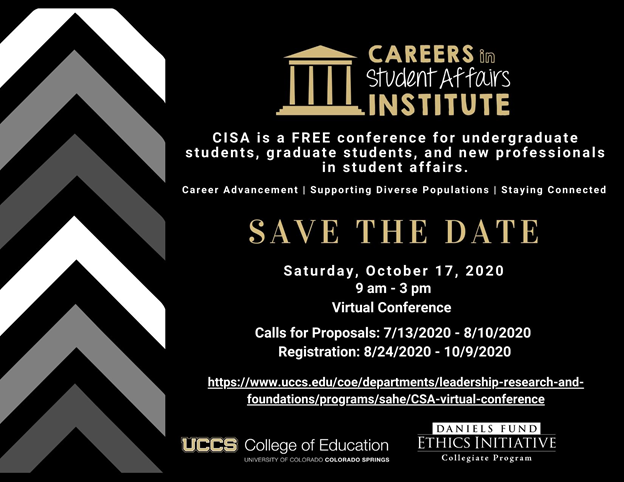 CAREERS in
Student Affairs
INSTITUTE
CISA is a FREE conference for undergraduate
students, graduate students, and new professionals
in student affairs.
Career Advancement | Supporting Diverse Populations | Staying Connected
SAVE THE DATE
Saturday, October 17, 2020
9 am - 3 pm
Virtual Conference
Calls for Proposals: 7/13/2020 - 8/10/2020
Registration: 8/24/2020 - 10/9/2020
https://www.uccs.edu/coe/departments/leadership-research-and-
foundations/programs/sahe/CSA-virtual-conference
UCCS College of Education
UNIVERSITY OF COLORADO COLORADO SPRINGS
DANIELS FUND
ETHICS INITIATIVE
Collegiate Program